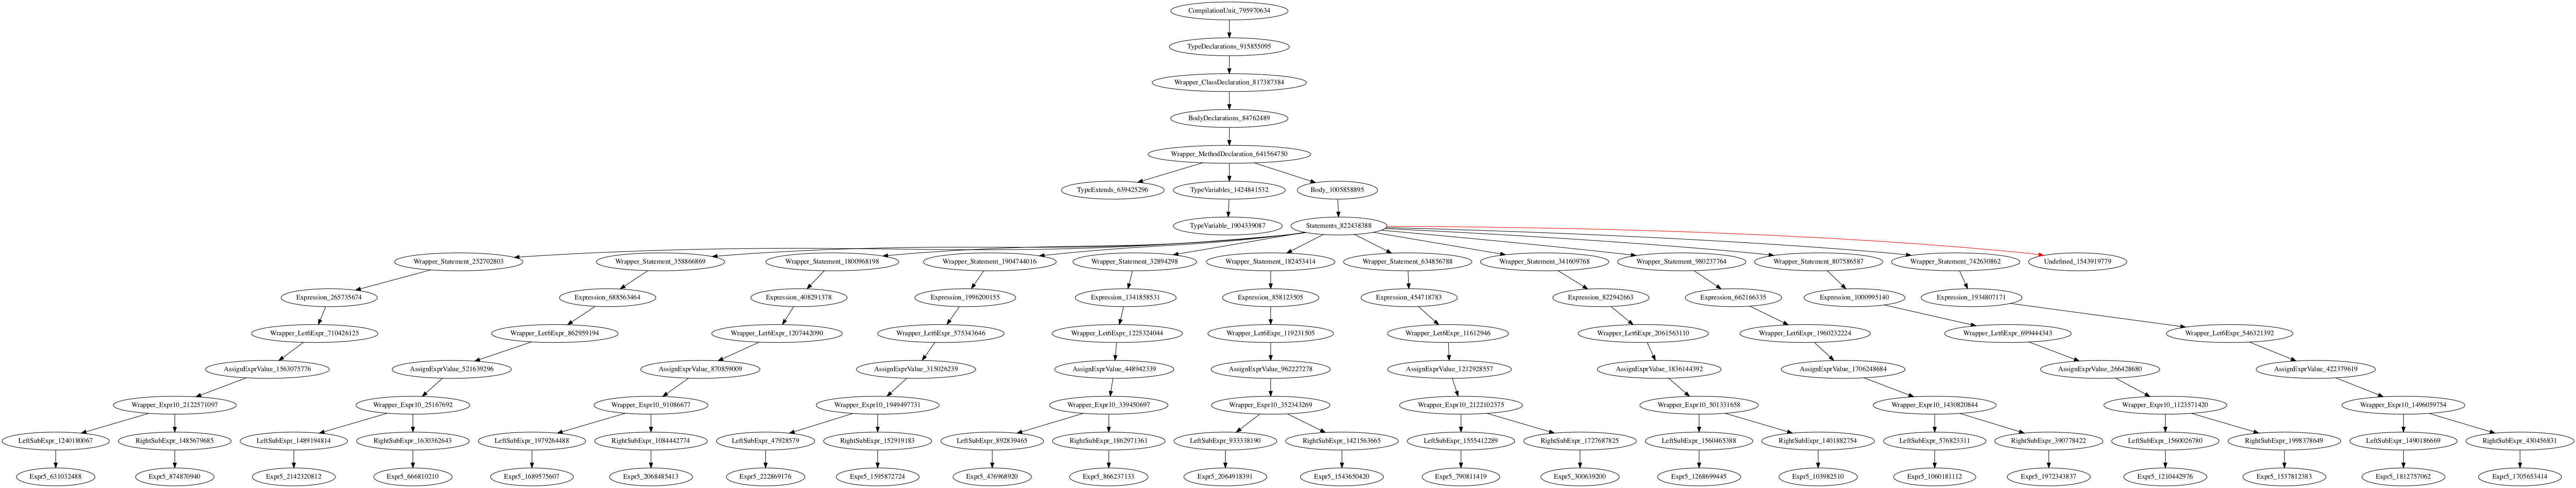 CompilationUnit_795970634
TypeDeclarations_915855095
Wrapper_ClassDeclaration_817387384
BodyDeclarations_84762489
Wrapper_MethodDeclaration_641564750
TypeExtends_639425296
TypeVariables_1424841532
Body_1005858895
TypeVariable_1904339087
Statements_822438388
Wrapper_Statement_252702803
Wrapper_Statement_358866869
Wrapper_Statement_1800968198
Wrapper_Statement_1904744016
Wrapper_Statement_32894298
Wrapper_Statement_182453414
Wrapper_Statement_634856788
Wrapper_Statement_341609768
Wrapper_Statement_980237764
Wrapper_Statement_807586587
Wrapper_Statement_742630862
Undefined_1543919779
Expression_265735674
Expression_688563464
Expression_408291378
Expression_1996200155
Expression_1341858531
Expression_858123505
Expression_454718783
Expression_822942663
Expression_662166335
Expression_1000995140
Expression_1934807171
Wrapper_Let6Expr_710426125
Wrapper_Let6Expr_862959194
Wrapper_Let6Expr_1207442090
Wrapper_Let6Expr_575343646
Wrapper_Let6Expr_1225324044
Wrapper_Let6Expr_119231505
Wrapper_Let6Expr_11612946
Wrapper_Let6Expr_2061563110
Wrapper_Let6Expr_1960232224
Wrapper_Let6Expr_699444343
Wrapper_Let6Expr_546321392
AssignExprValue_1563075776
AssignExprValue_521639296
AssignExprValue_870859009
AssignExprValue_315026239
AssignExprValue_448942339
AssignExprValue_962227278
AssignExprValue_1212928557
AssignExprValue_1836144392
AssignExprValue_1706248684
AssignExprValue_266428680
AssignExprValue_422379619
Wrapper_Expr10_2122571097
Wrapper_Expr10_25167692
Wrapper_Expr10_91086677
Wrapper_Expr10_1949497731
Wrapper_Expr10_339450697
Wrapper_Expr10_352343269
Wrapper_Expr10_2122102375
Wrapper_Expr10_501331658
Wrapper_Expr10_1430820844
Wrapper_Expr10_1123571420
Wrapper_Expr10_1496059754
LeftSubExpr_1240180067
RightSubExpr_1485679685
LeftSubExpr_1489194814
RightSubExpr_1630362643
LeftSubExpr_1979264488
RightSubExpr_1084442774
LeftSubExpr_47928579
RightSubExpr_152919183
LeftSubExpr_892839465
RightSubExpr_1862971361
LeftSubExpr_933338190
RightSubExpr_1421563665
LeftSubExpr_1555412289
RightSubExpr_1727687825
LeftSubExpr_1560465388
RightSubExpr_1401882754
LeftSubExpr_576823311
RightSubExpr_390778422
LeftSubExpr_1560026780
RightSubExpr_1998378649
LeftSubExpr_1490186669
RightSubExpr_430456831
Expr5_631032488
Expr5_874870940
Expr5_2142320812
Expr5_666810210
Expr5_1689575607
Expr5_2068485413
Expr5_222869176
Expr5_1595872724
Expr5_476968920
Expr5_866237133
Expr5_2064918391
Expr5_1543650420
Expr5_790811419
Expr5_300639200
Expr5_1268699445
Expr5_103982510
Expr5_1060181112
Expr5_1972343837
Expr5_1210442976
Expr5_1537812383
Expr5_1812757062
Expr5_1705653414